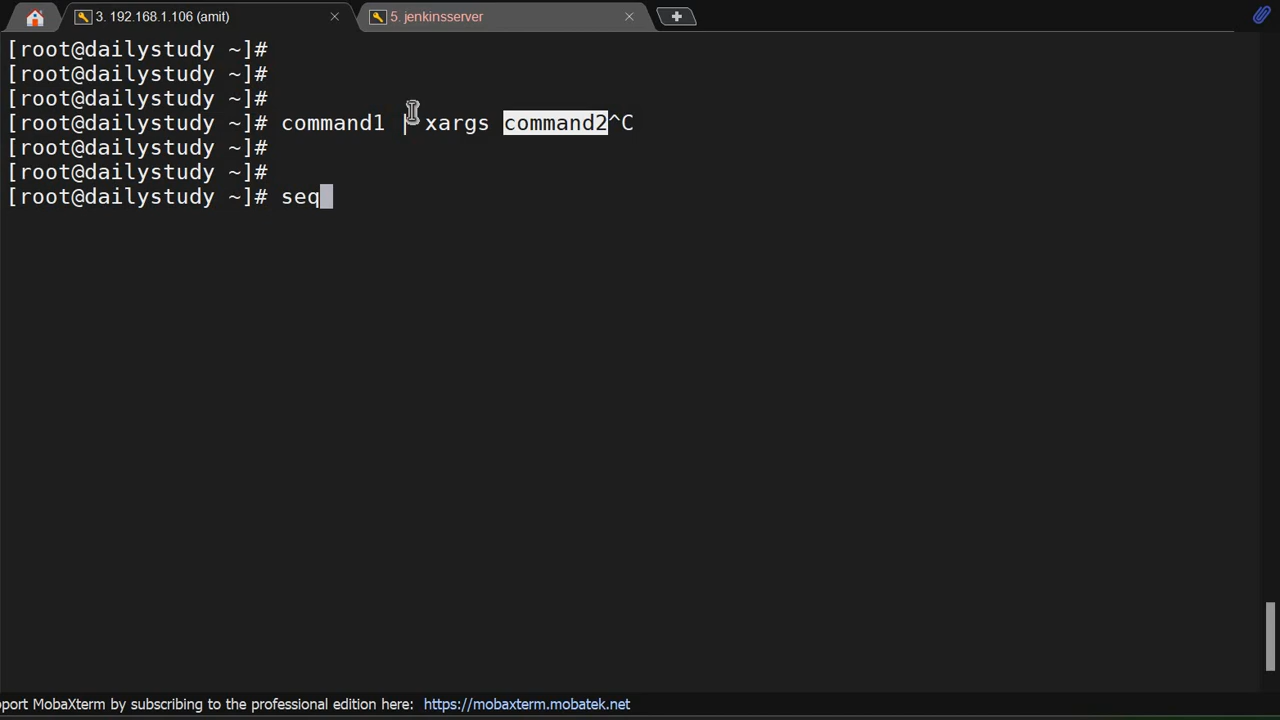 3. 192.168.1.106 (amit)
5. jenkinsserver
[root@dailystudy ~]#
[root@dailystudy ~]#
[root@dailystudy ~]#
[root@dailystudy ~]# command1 | xargs command2^C
[root@dailystudy ~]#
[root@dailystudy ~]#
[root@dailystudy ~]# seq
port MobaXterm by subscribing to the professional edition here: https://mobaxterm.mobatek.net